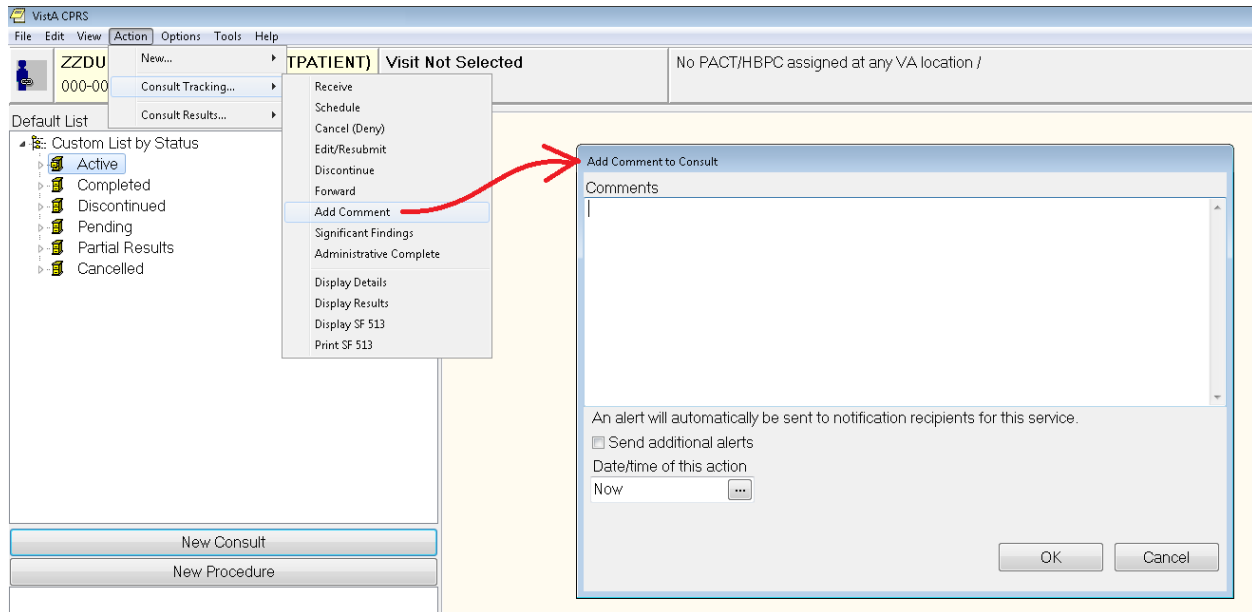 VistA CPRS
File Edit View Action Options Tools Help
ZZDU
000-00
New...
Consult Tracking...
Consult Results...
TPATIENT)
Visit Not Selected
No PACT/HBPC assigned at any VA location /
Receive
Schedule
Cancel (Deny)
Edit/Resubmit
Discontinue
Forward
Add Comment
Significant Findings
Administrative Complete
Display Details
Display Results
Display SF 513
Print SF 513
Default List
Custom List by Status
Active
Completed
Discontinued
Pending
Partial Results
Cancelled
New Consult
New Procedure
Add Comment to Consult
Comments
An alert will automatically be sent to notification recipients for this service.
Send additional alerts
Date/time of this action
Now ...
OK Cancel